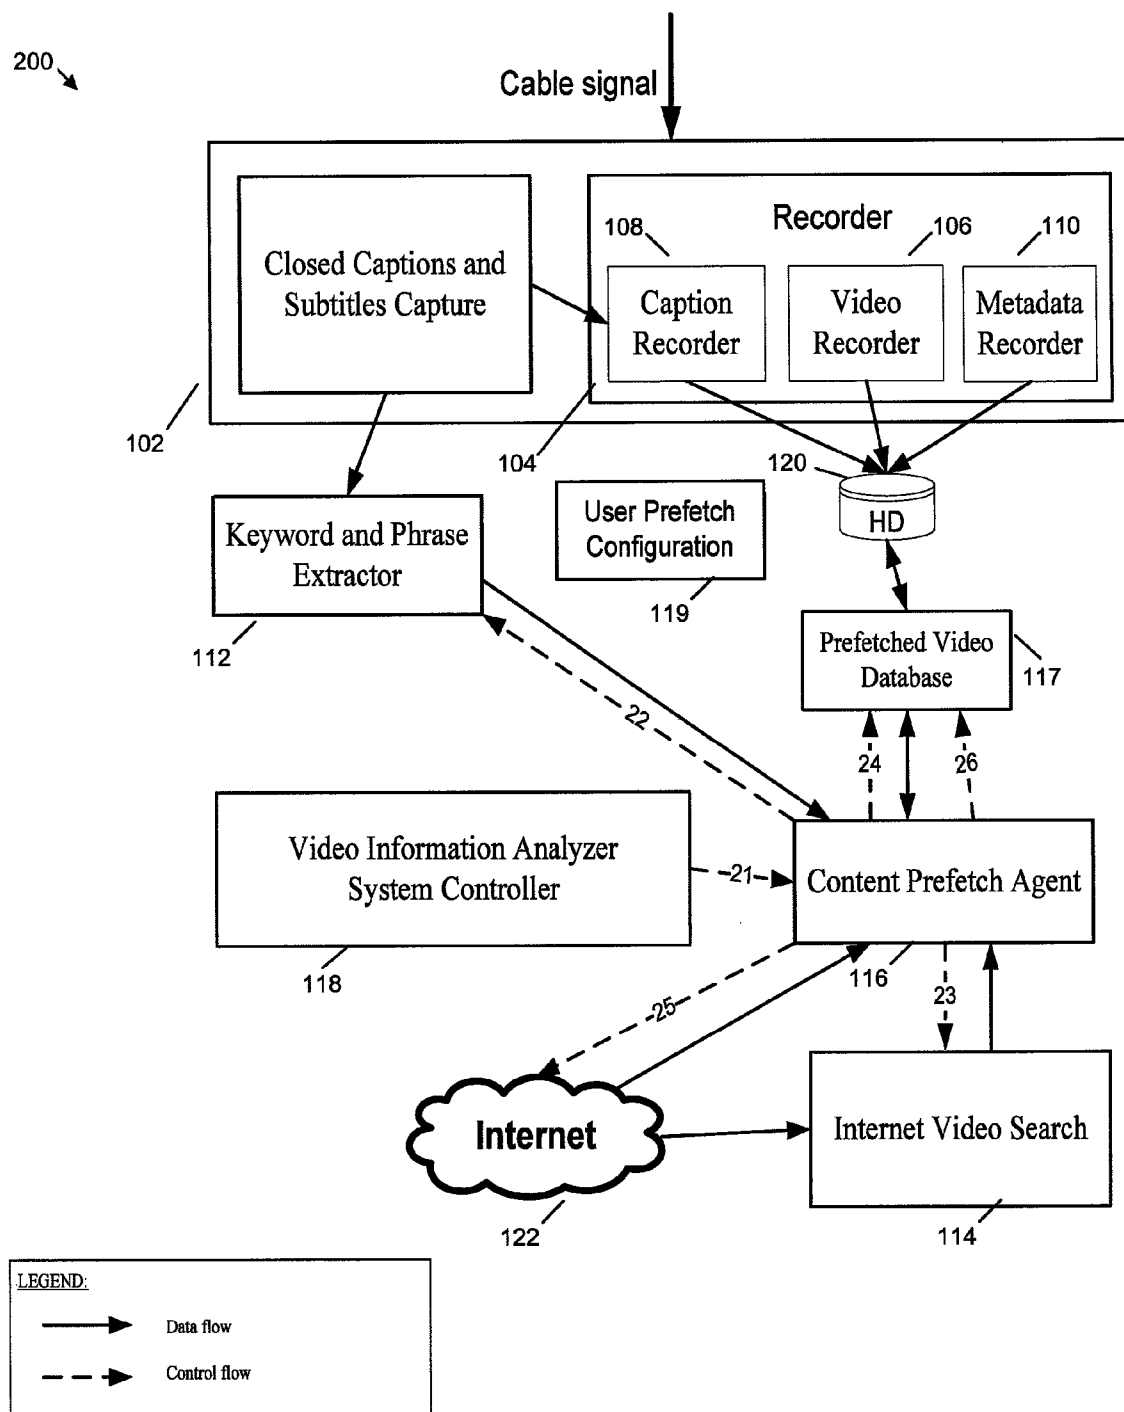 200
Cable signal
Recorder
108
106
110
Closed Captions and
Subtitles Capture
Caption
Recorder
Video
Recorder
Metadata
Recorder
102
104
120
HD
User Prefetch
Configuration
119
Keyword and Phrase
Extractor
112
Prefetched Video
Database
117
22
24
26
Video Information Analyzer
System Controller
21
Content Prefetch Agent
118
116
25
23
Internet
Internet Video Search
122
114
LEGEND:
Data flow
Control flow